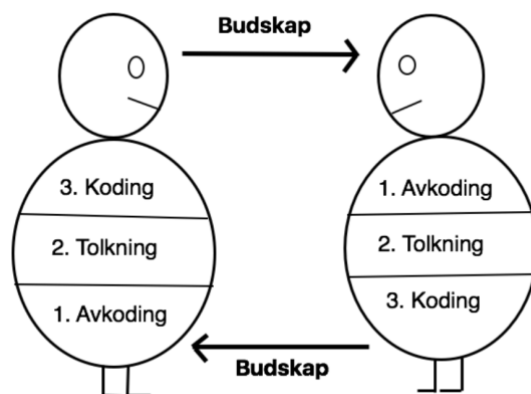 Budskap
3. Koding
2. Tolkning
1. Avkoding
1. Avkoding
2. Tolkning
3. Koding
Budskap